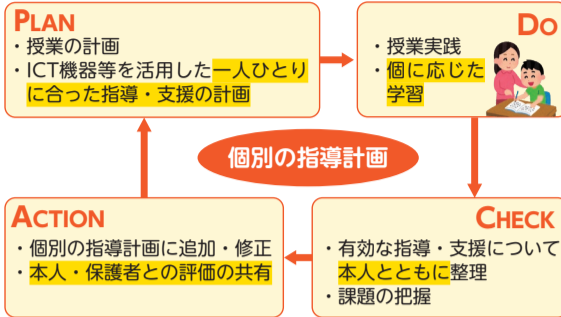 PLAN
・授業の計画
・ICT機器等を活用した一人ひとり
に合った指導・支援の計画
DO
・授業実践
・個に応じた
学習
個別の指導計画
CHECK
・有効な指導・支援について
本人とともに整理
・課題の把握
ACTION
・個別の指導計画に追加・修正
・本人・保護者との評価の共有